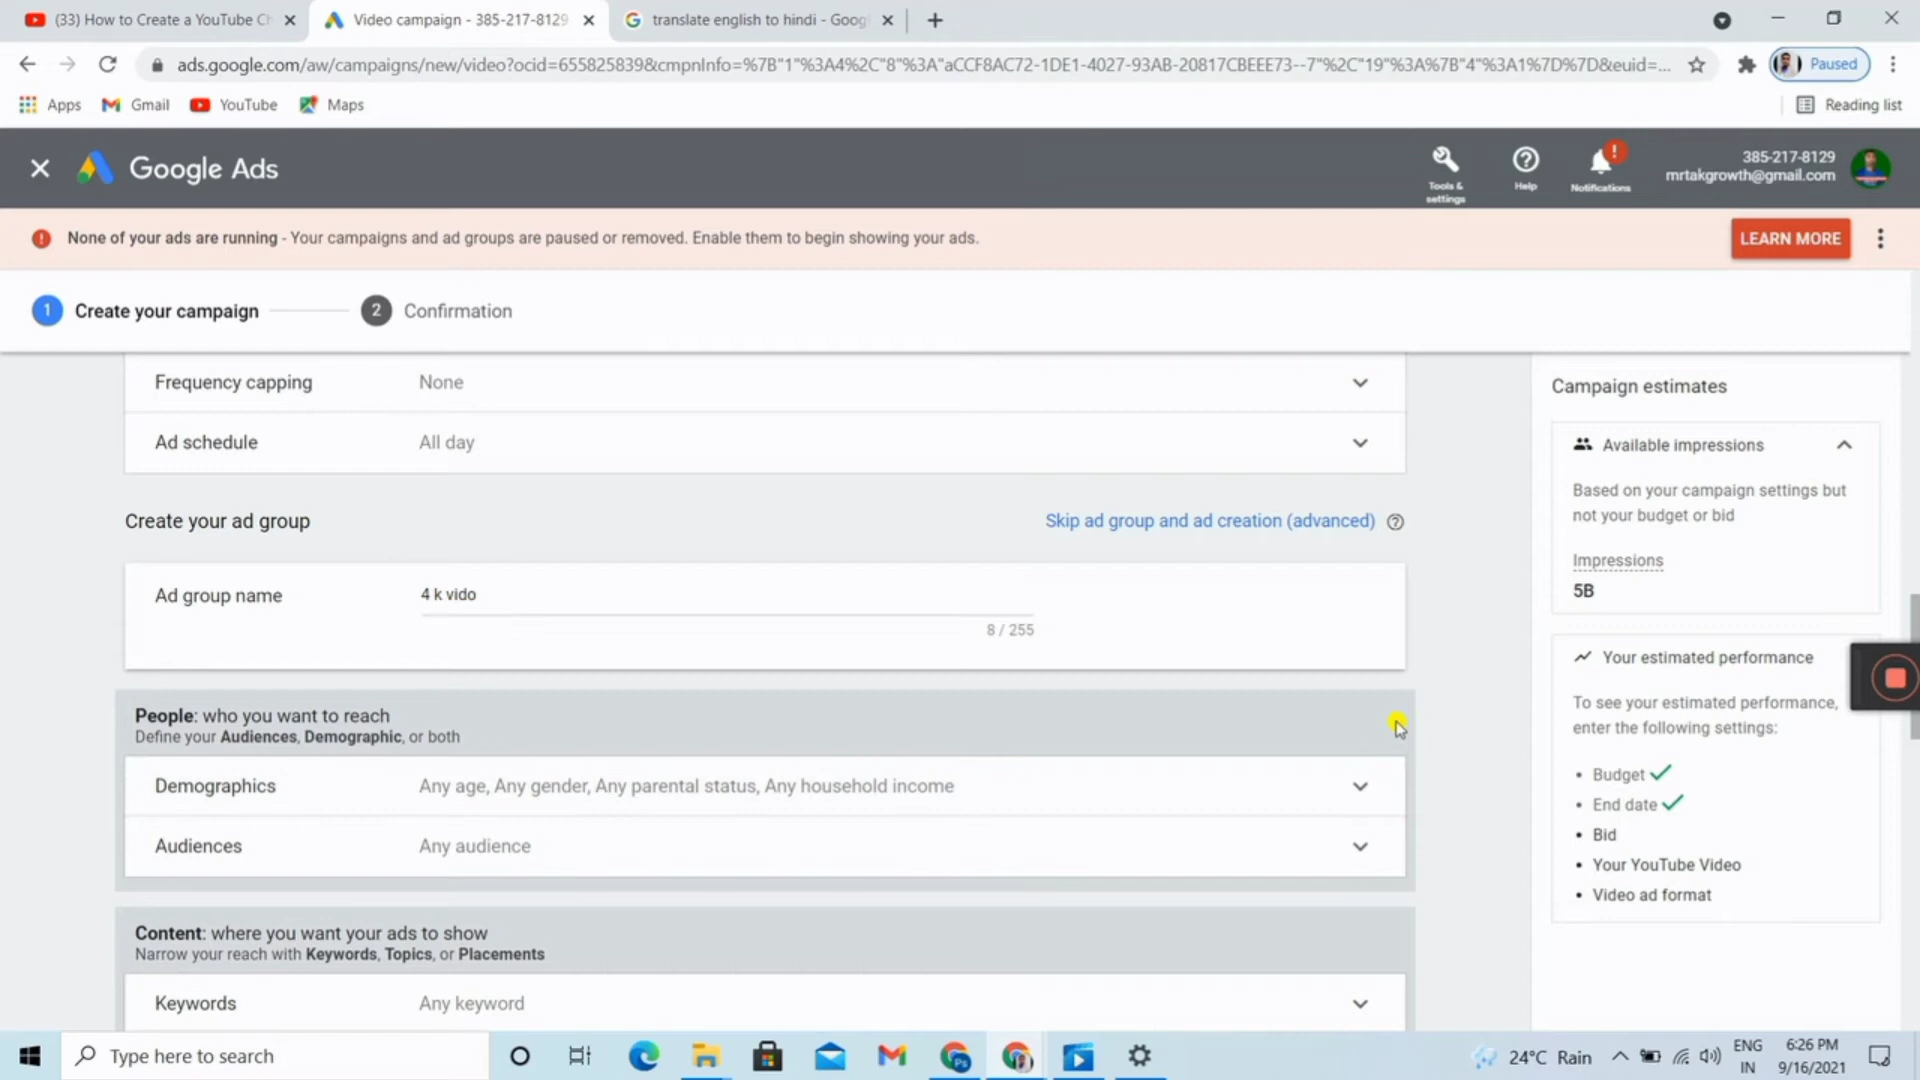 (33) How to Create a YouTube Ch
Video campaign - 385-217-8129
translate english to hindi - Goog
ads.google.com/aw/campaigns/new/video?ocid=655825839&cmpnInfo=%7B"1"%3A4%2C"8"%3A"aCCF8AC72-1DE1-4027-93AB-20817CBEEE73--7"%2C"19"%3A%7B"4"%3A1%7D%7D&euid=...
Paused
Apps
Gmail
YouTube
Maps
Reading list
Google Ads
Tools &
settings
Help
Notifications
385-217-8129
mrtakgrowth@gmail.com
None of your ads are running - Your campaigns and ad groups are paused or removed. Enable them to begin showing your ads.
LEARN MORE
1 Create your campaign
2 Confirmation
Frequency capping None
Ad schedule All day
Create your ad group
Skip ad group and ad creation (advanced)
Ad group name 4 k vido
8 / 255
People: who you want to reach
Define your Audiences, Demographic, or both
Demographics Any age, Any gender, Any parental status, Any household income
Audiences Any audience
Content: where you want your ads to show
Narrow your reach with Keywords, Topics, or Placements
Keywords Any keyword
Campaign estimates
Available impressions
Based on your campaign settings but
not your budget or bid
Impressions
5B
Your estimated performance
To see your estimated performance,
enter the following settings:
• Budget
• End date
• Bid
• Your YouTube Video
• Video ad format
Type here to search
24°C Rain
ENG
IN
6:26 PM
9/16/2021